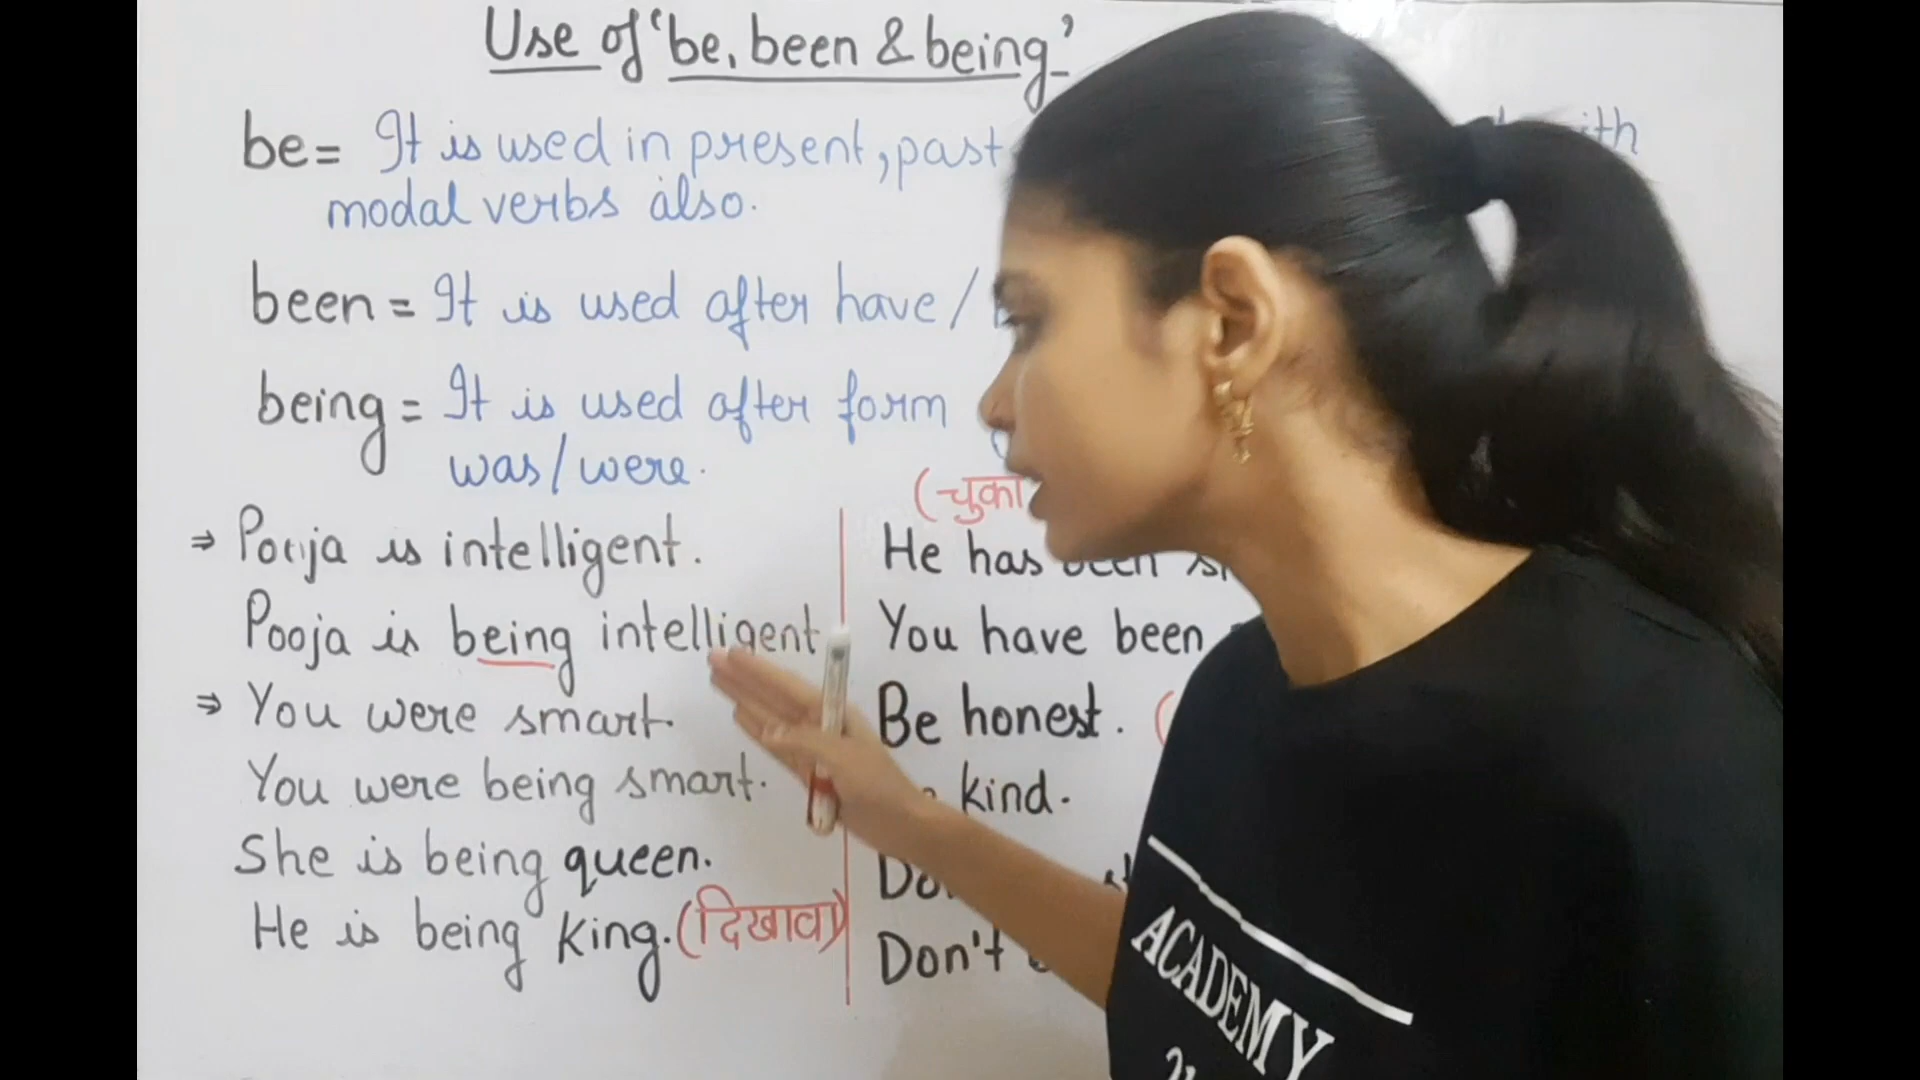 Use of 'be, been & being'
be = It is used in present, past with
modal verbs also.
been = It is used after have /
being = It is used after form
was/were.
⇒ Pooja is intelligent.
Pooja is being intelligent
⇒ You were smart.
You were being smart.
She is being queen.
He is being king. (दिखावा)
(चुका
He has been
You have been
Be honest. (
kind.
Don't
ACADEMY